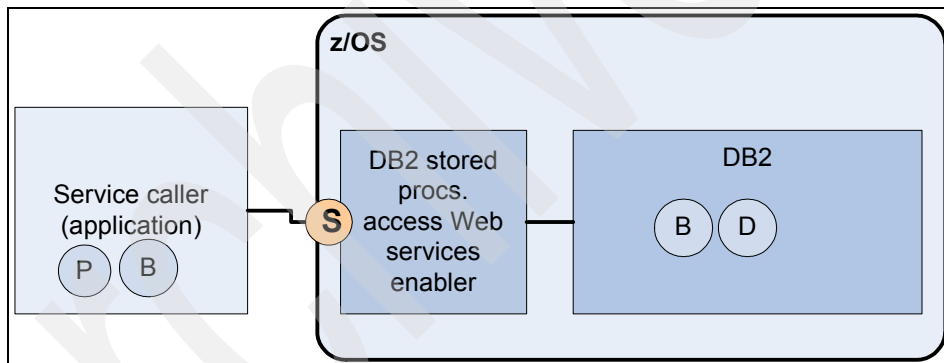 z/OS
Service caller
(application)
P
B
S
DB2 stored
procs.
access Web
services
enabler
DB2
B
D